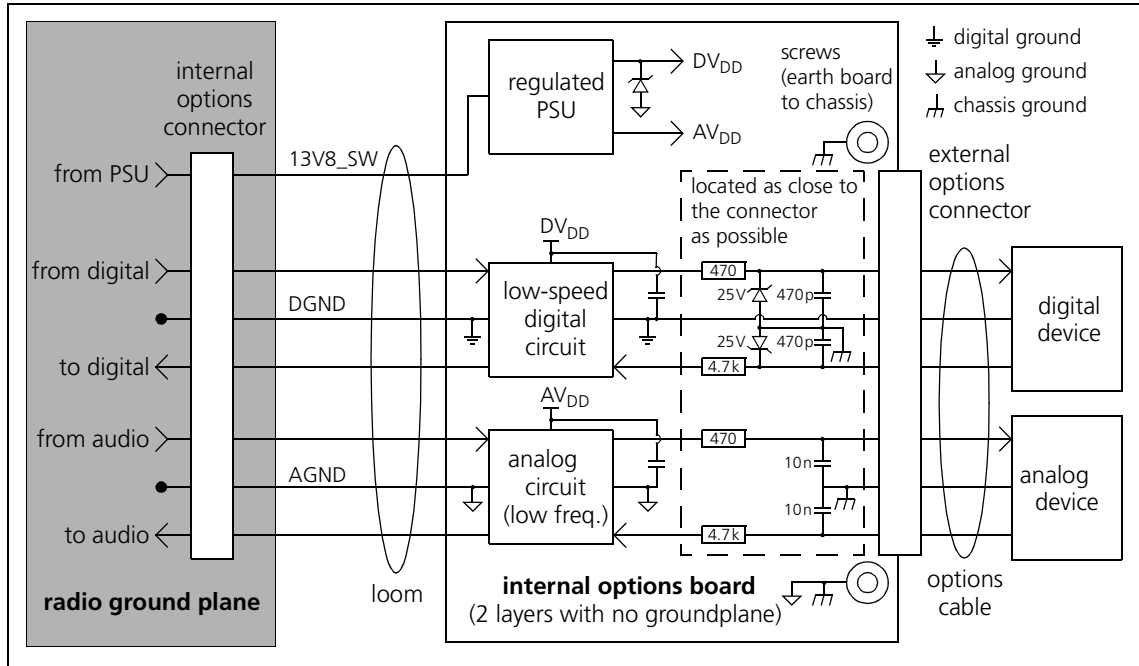 internal
options
connector
from PSU
from digital
to digital
from audio
to audio
radio ground plane
13V8_SW
DGND
AGND
loom
regulated
PSU
DVDD
AVDD
screws
(earth board
to chassis)
digital ground
analog ground
chassis ground
located as close to
the connector
as possible
external
options
connector
DVDD
low-speed
digital
circuit
470
25V
470p
25V
470p
4.7k
digital
device
AVDD
analog
circuit
(low freq.)
470
10n
10n
4.7k
analog
device
internal options board
(2 layers with no groundplane)
options
cable